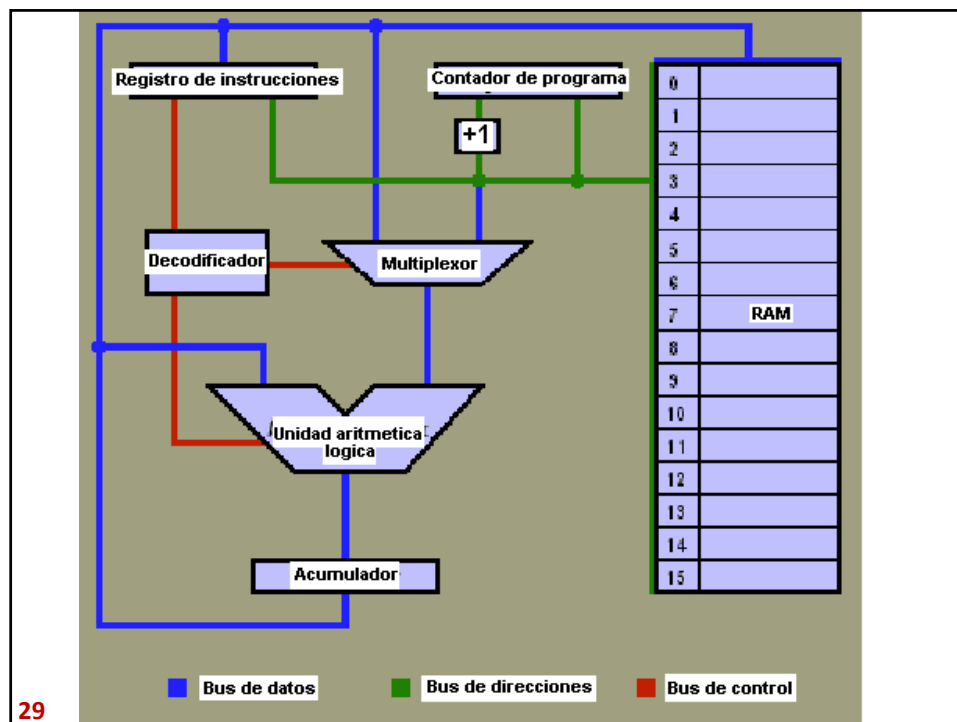 Registro de instrucciones
Contador de programa
+1
0
1
2
3
4
5
6
7
RAM
8
9
10
11
12
13
14
15
Decodificador
Multiplexor
Unidad aritmetica
logica
Acumulador
Bus de datos
Bus de direcciones
Bus de control
29